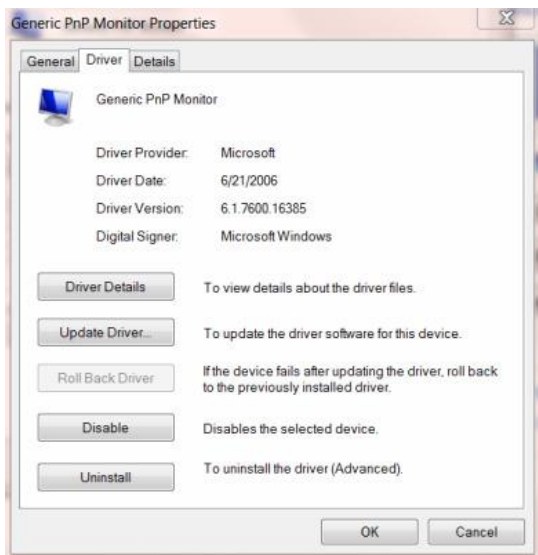 Generic PnP Monitor Properties
General Driver Details
Generic PnP Monitor
Driver Provider: Microsoft
Driver Date: 6/21/2006
Driver Version: 6.1.7600.16385
Digital Signer: Microsoft Windows
Driver Details To view details about the driver files.
Update Driver... To update the driver software for this device.
Roll Back Driver If the device fails after updating the driver, roll back
to the previously installed driver.
Disable Disables the selected device.
Uninstall To uninstall the driver (Advanced).
OK Cancel